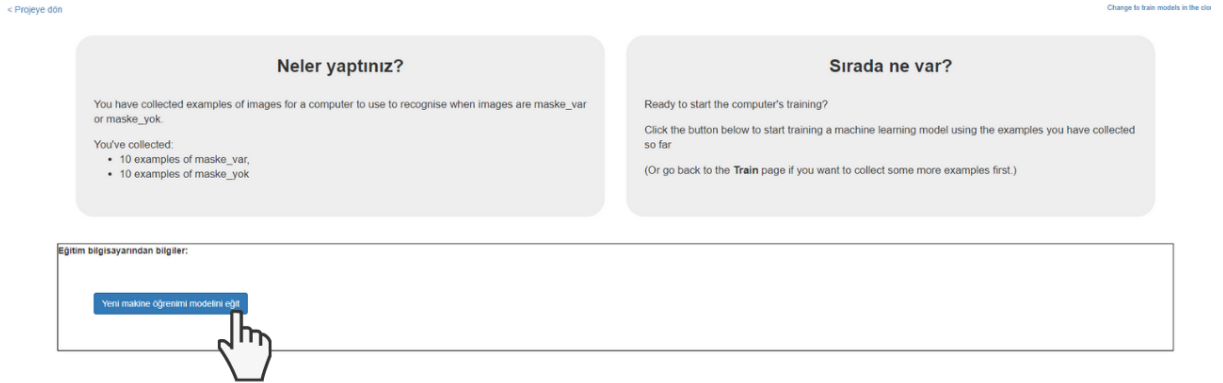 < Projeye dön
Change to train models in the
Neler yaptınız?
You have collected examples of images for a computer to use to recognise when images are maske_var
or maske_yok.
You've collected:
• 10 examples of maske_var,
• 10 examples of maske_yok
Sırada ne var?
Ready to start the computer's training?
Click the button below to start training a machine learning model using the examples you have collected
so far
(Or go back to the Train page if you want to collect some more examples first.)
Eğitim bilgisayarından bilgiler:
Yeni makine öğrenimi modelini eğit